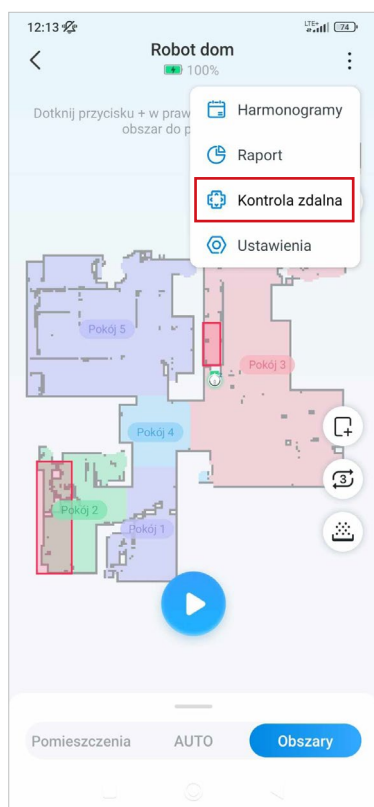 12:13
LTE+ 74
Robot dom
100%
Dotknij przycisku + w praw
obszar do p
Harmonogramy
Raport
Kontrola zdalna
Ustawienia
Pokój 5
Pokój 3
Pokój 4
Pokój 2
Pokój 1
3
Pomieszczenia AUTO Obszary